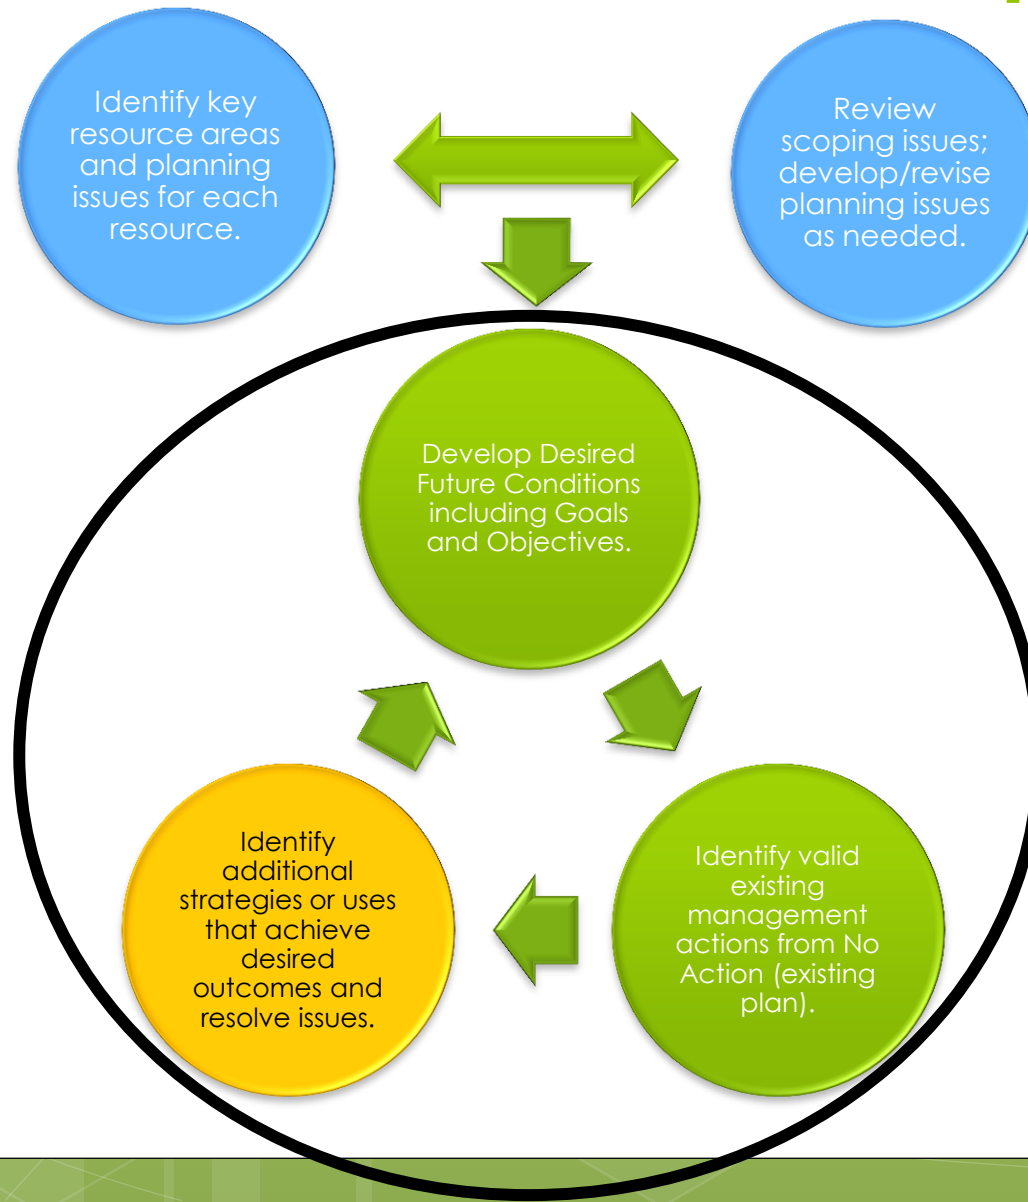 Identify key
resource areas
and planning
issues for each
resource.
Review
scoping issues;
develop/revise
planning issues
as needed.
Develop Desired
Future Conditions
including Goals
and Objectives.
Identify
additional
strategies or uses
that achieve
desired
outcomes and
resolve issues.
Identify valid
existing
management
actions from No
Action (existing
plan).